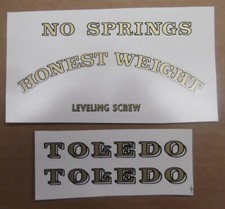 NO SPRINGS
HONEST WEIGHT
LEVELING SCREW
TOLEDO
TOLEDO